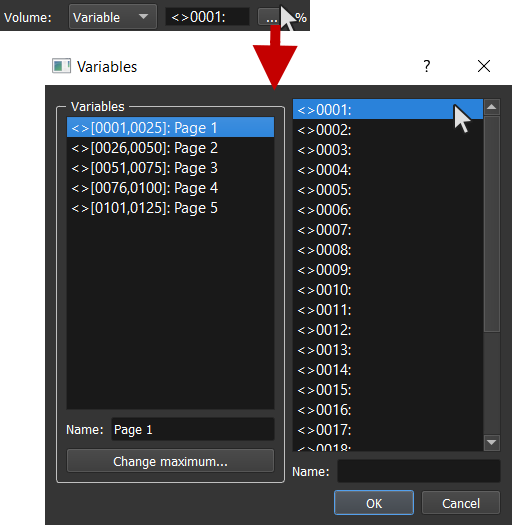 Volume: Variable <>0001: ... %
Variables ?
Variables
<>[0001,0025]: Page 1
<>[0026,0050]: Page 2
<>[0051,0075]: Page 3
<>[0076,0100]: Page 4
<>[0101,0125]: Page 5
Name: Page 1
Change maximum...
<>0001:
<>0002:
<>0003:
<>0004:
<>0005:
<>0006:
<>0007:
<>0008:
<>0009:
<>0010:
<>0011:
<>0012:
<>0013:
<>0014:
<>0015:
<>0016:
<>0017:
<>0018:
Name:
OK Cancel